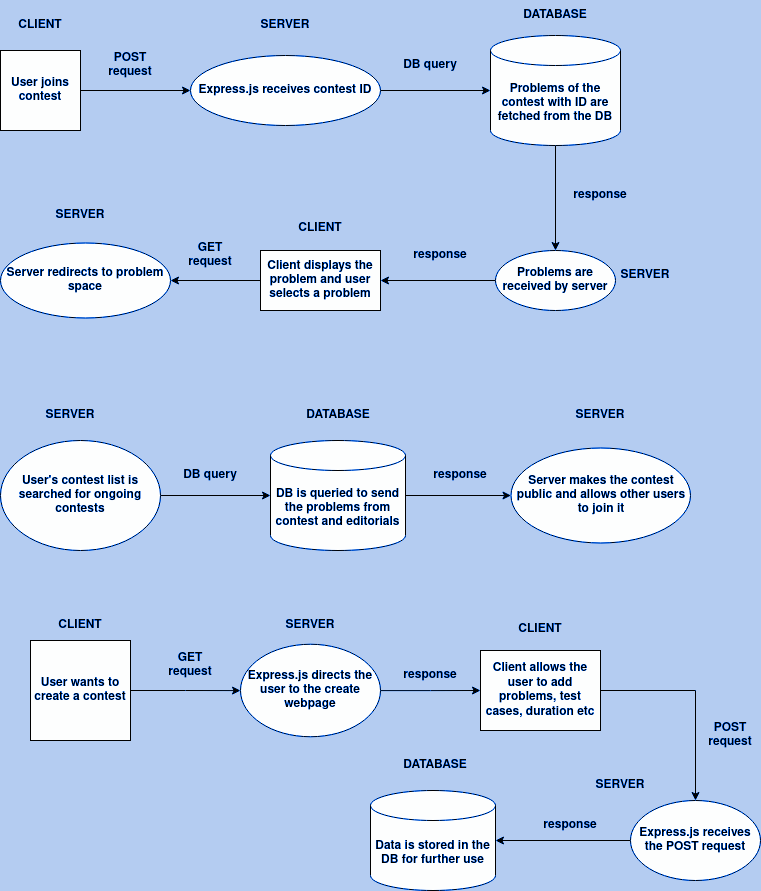 CLIENT
SERVER
DATABASE
User joins
contest
POST
request
Express.js receives contest ID
DB query
Problems of the
contest with ID are
fetched from the DB
response
SERVER
CLIENT
Server redirects to problem
space
GET
request
Client displays the
problem and user
selects a problem
response
Problems are
received by server
SERVER
SERVER
DATABASE
SERVER
User's contest list is
searched for ongoing
contests
DB query
DB is queried to send
the problems from
contest and editorials
response
Server makes the contest
public and allows other users
to join it
CLIENT
SERVER
CLIENT
User wants to
create a contest
GET
request
Express.js directs the
user to the create
webpage
response
Client allows the
user to add
problems, test
cases, duration etc
POST
request
DATABASE
SERVER
Data is stored in the
DB for further use
response
Express.js receives
the POST request